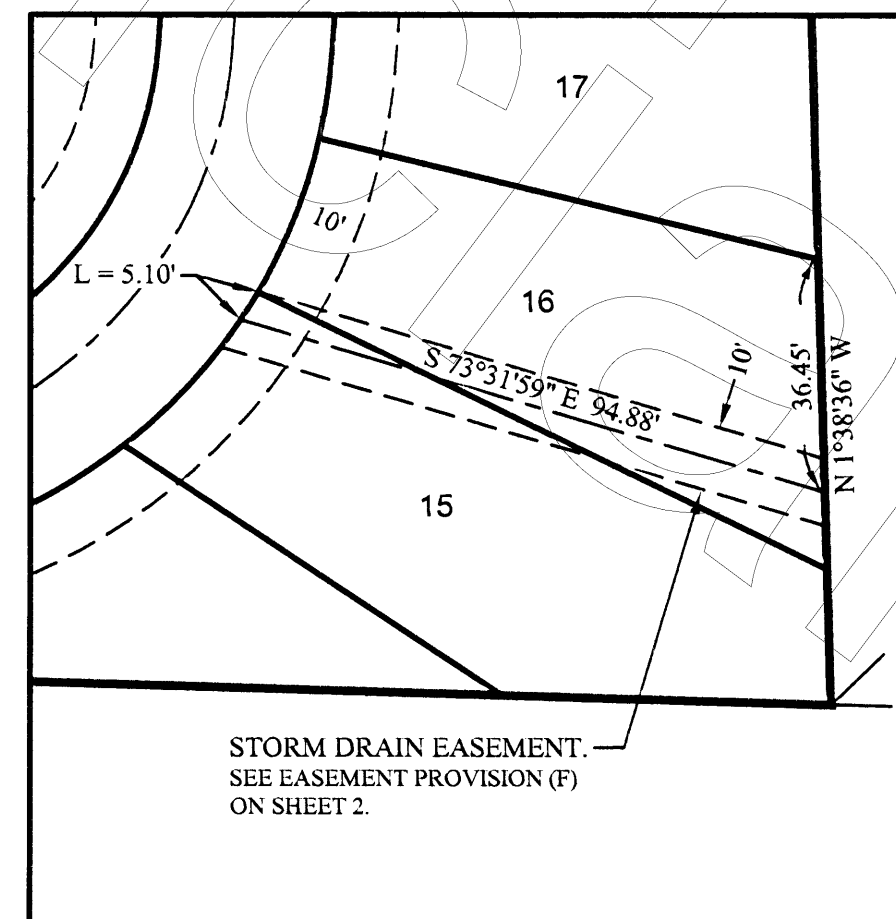 17
10'
L = 5.10'
16
10'
S 73°31'59" E 94.88'
36.45'
N 1°38'36" W
15
STORM DRAIN EASEMENT.
SEE EASEMENT PROVISION (F)
ON SHEET 2.